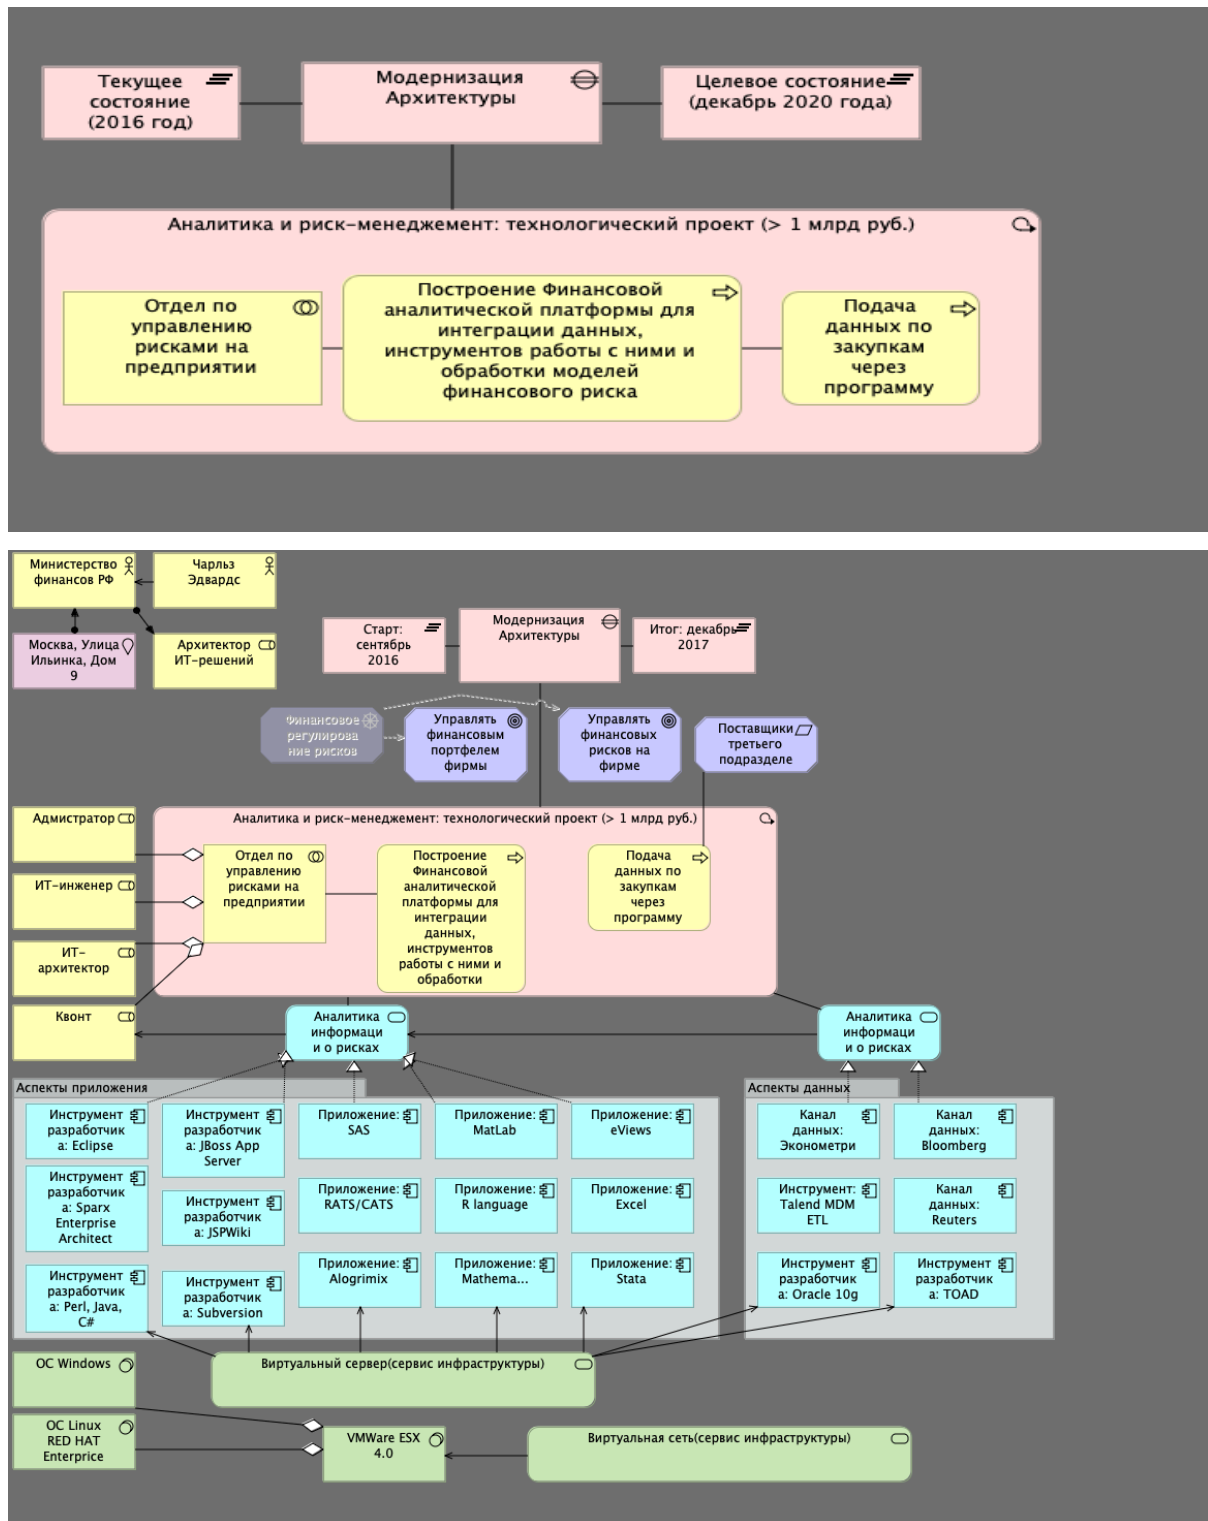 Текущее
состояние
(2016 год)
Модернизация
Архитектуры
Целевое состояние
(декабрь 2020 года)
Аналитика и риск-менеджемент: технологический проект (> 1 млрд руб.)
Отдел по
управлению
рисками на
предприятии
Построение Финансовой
аналитической платформы для
интеграции данных,
инструментов работы с ними и
обработки моделей
финансового риска
Подача
данных по
закупкам
через
программу
Министерство
финансов РФ
Чарльз
Эдвардс
Москва, Улица
Ильинка, Дом
9
Архитектор
ИТ-решений
Старт:
сентябрь
2016
Модернизация
Архитектуры
Итог: декабрь
2017
Финансовое
регулирова
ние рисков
Управлять
финансовым
портфелем
фирмы
Управлять
финансовых
рисков на
фирме
Поставщики
третьего
подразделе
Адмистратор
ИТ-инженер
ИТ-
архитектор
Квонт
Аналитика и риск-менеджемент: технологический проект (> 1 млрд руб.)
Отдел по
управлению
рисками на
предприятии
Построение
Финансовой
аналитической
платформы для
интеграции
данных,
инструментов
работы с ними и
обработки
Подача
данных по
закупкам
через
программу
Аналитика
информаци
и о рисках
Аналитика
информаци
и о рисках
Аспекты приложения
Инструмент
разработчик
а: Eclipse
Инструмент
разработчик
а: JBoss App
Server
Приложение:
SAS
Приложение:
MatLab
Приложение:
eViews
Инструмент
разработчик
а: Sparx
Enterprise
Architect
Инструмент
разработчик
а: JSPWiki
Приложение:
RATS/CATS
Приложение:
R language
Приложение:
Excel
Инструмент
разработчик
а: Perl, Java,
C#
Инструмент
разработчик
а: Subversion
Приложение:
Alogrimix
Приложение:
Mathema...
Приложение:
Stata
Аспекты данных
Канал
данных:
Эконометри
Канал
данных:
Bloomberg
Инструмент:
Talend MDM
ETL
Канал
данных:
Reuters
Инструмент
разработчик
а: Oracle 10g
Инструмент
разработчик
а: TOAD
ОС Windows
Виртуальный сервер(сервис инфраструктуры)
ОС Linux
RED HAT
Enterprice
VMWare ESX
4.0
Виртуальная сеть(сервис инфраструктуры)